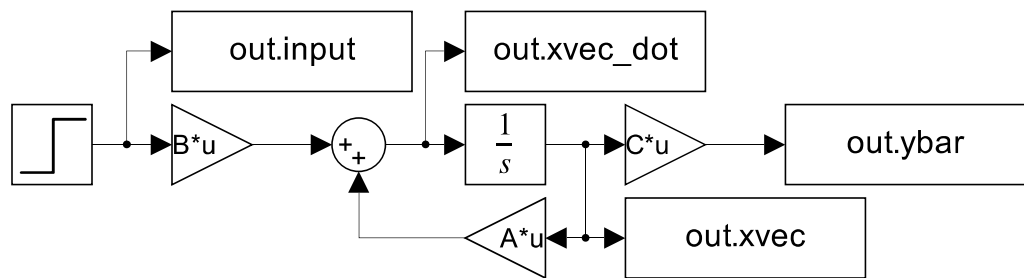 out.input
out.xvec_dot
B*u
+
+
1
s
C*u
out.ybar
A*u
out.xvec